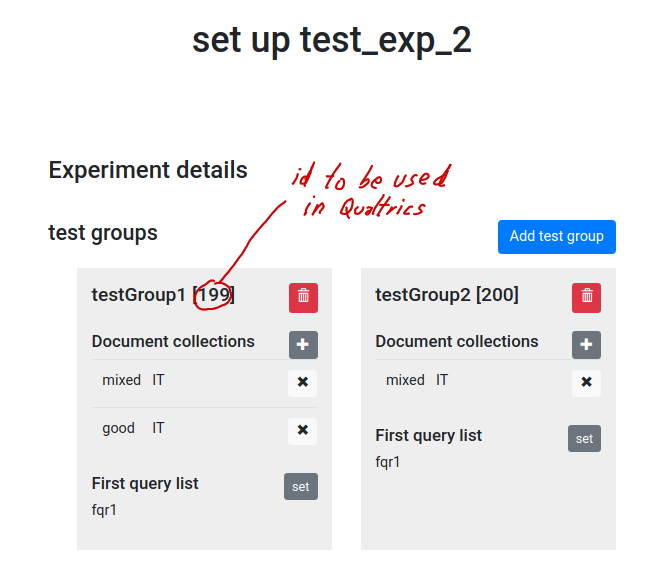 set up test_exp_2
Experiment details
id to be used
in Qualtrics
test groups
Add test group
testGroup1 [199]
Document collections
mixed IT
good IT
First query list
set
fqr1
testGroup2 [200]
Document collections
mixed IT
First query list
set
fqr1